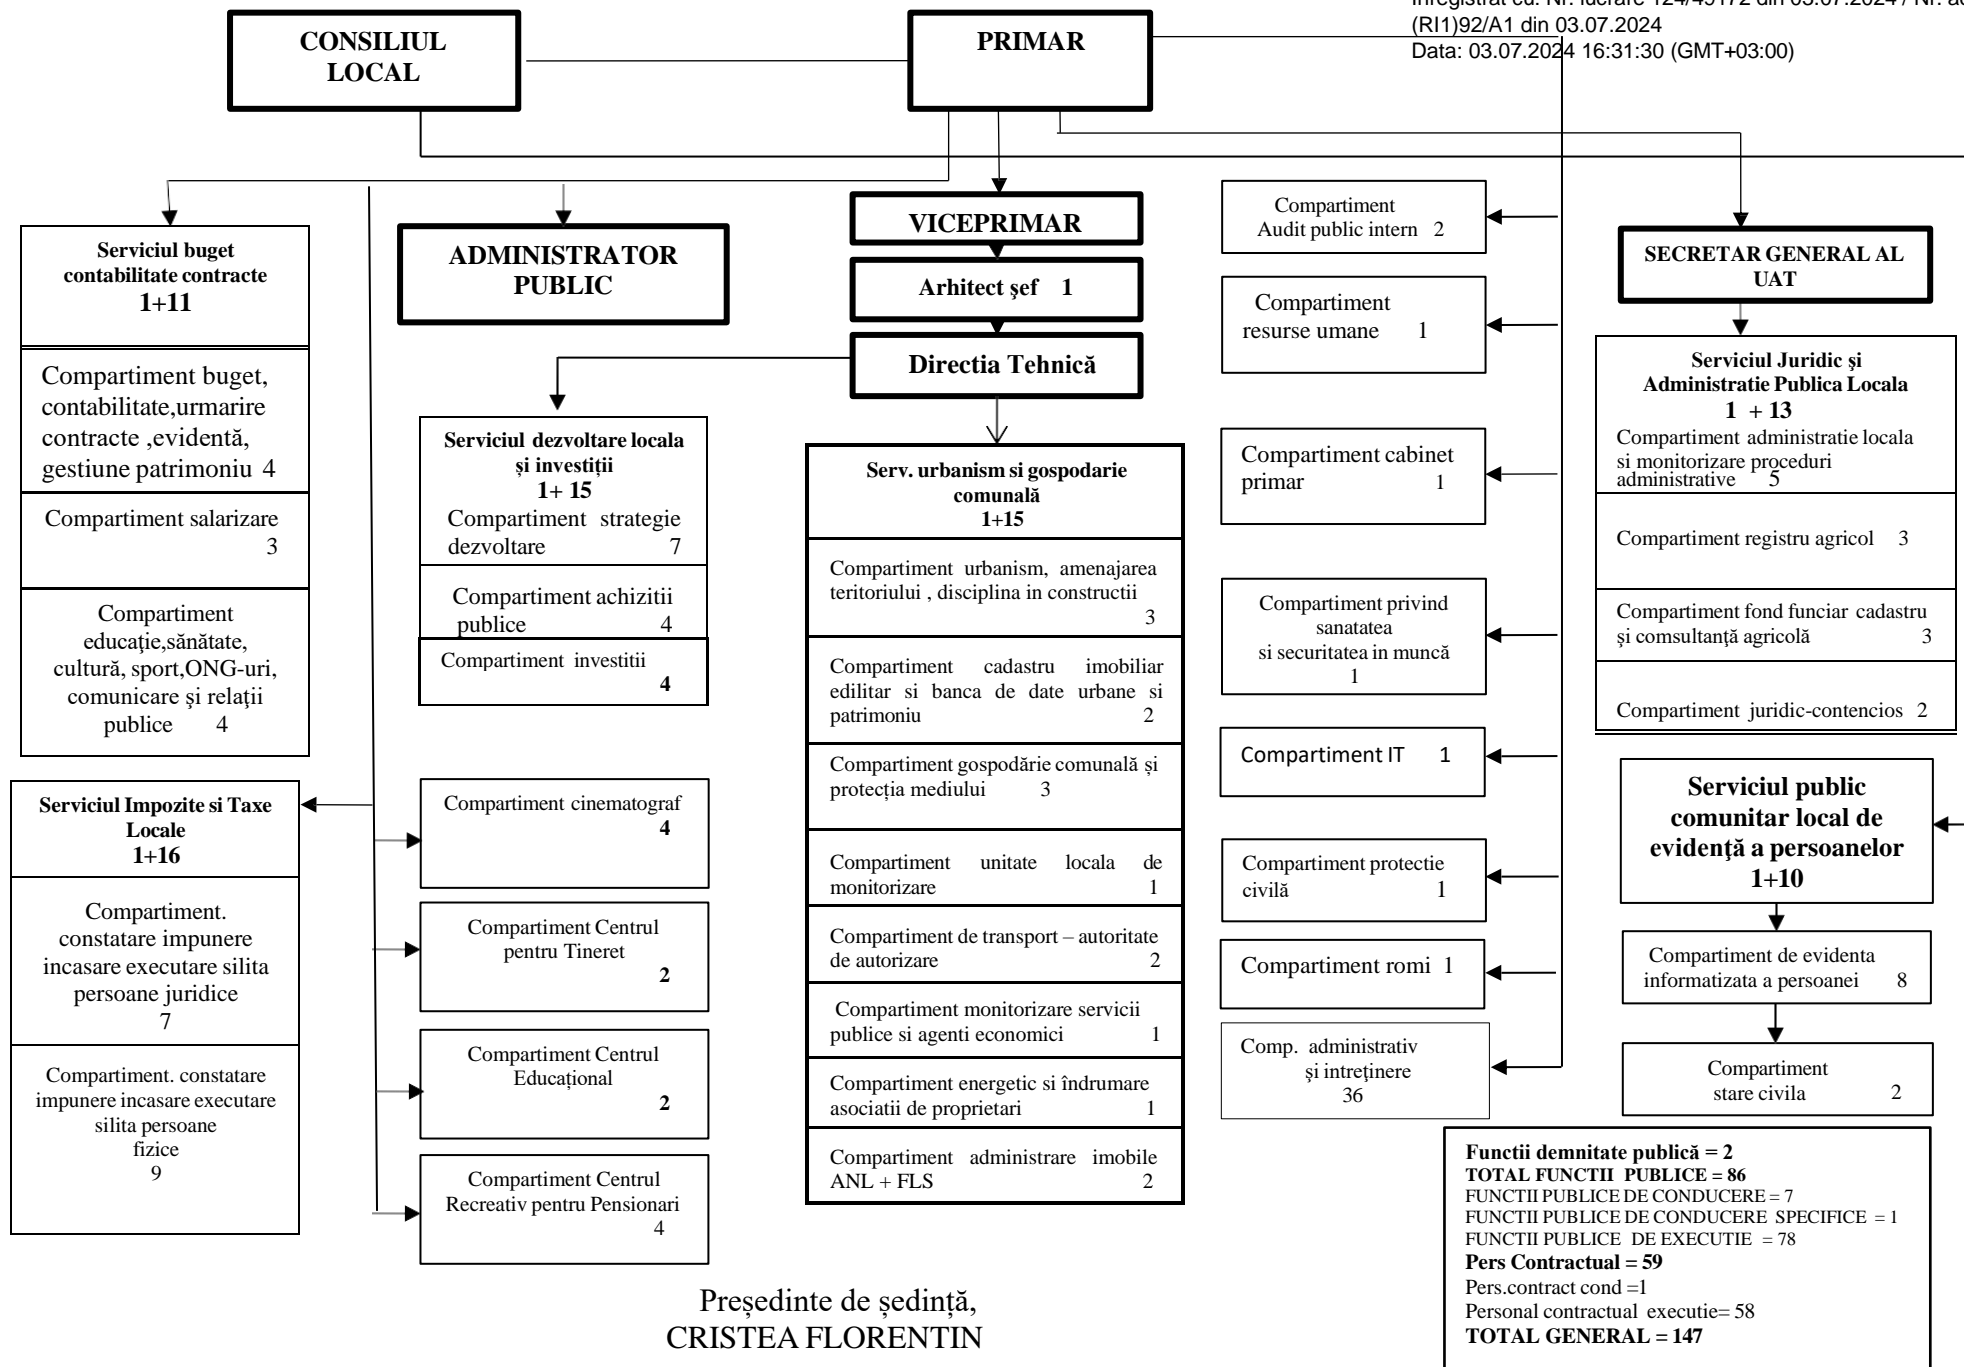 (RI1)92/A1 din 03.07.2024
Data: 03.07.2024 16:31:30 (GMT+03:00)
CONSILIUL
LOCAL
PRIMAR
Serviciul buget
contabilitate contracte
1+11
Compartiment buget,
contabilitate,urmarire
contracte ,evidentă,
gestiune patrimoniu 4
Compartiment salarizare
3
Compartiment
educaţie,sănătate,
cultură, sport,ONG-uri,
comunicare şi relaţii
publice 4
Serviciul Impozite si Taxe
Locale
1+16
Compartiment.
constatare impunere
incasare executare silita
persoane juridice
7
Compartiment. constatare
impunere incasare executare
silita persoane
fizice
9
ADMINISTRATOR
PUBLIC
Serviciul dezvoltare locala
și investiții
1+ 15
Compartiment strategie
dezvoltare 7
Compartiment achizitii
publice 4
Compartiment investitii
4
Compartiment cinematograf
4
Compartiment Centrul
pentru Tineret
2
Compartiment Centrul
Educațional
2
Compartiment Centrul
Recreativ pentru Pensionari
4
VICEPRIMAR
Arhitect şef 1
Directia Tehnică
Serv. urbanism si gospodarie
comunală
1+15
Compartiment urbanism, amenajarea
teritoriului , disciplina in constructii
3
Compartiment cadastru imobiliar
edilitar si banca de date urbane si
patrimoniu 2
Compartiment gospodărie comunală și
protecția mediului 3
Compartiment unitate locala de
monitorizare 1
Compartiment de transport – autoritate
de autorizare 2
Compartiment monitorizare servicii
publice si agenti economici 1
Compartiment energetic si îndrumare
asociatii de proprietari 1
Compartiment administrare imobile
ANL + FLS 2
Compartiment
Audit public intern 2
Compartiment
resurse umane 1
Compartiment cabinet
primar 1
Compartiment privind
sanatatea
si securitatea in muncă
1
Compartiment IT 1
Compartiment protectie
civilă 1
Compartiment romi 1
Comp. administrativ
şi intreținere
36
SECRETAR GENERAL AL
UAT
Serviciul Juridic şi
Administratie Publica Locala
1 + 13
Compartiment administratie locala
si monitorizare proceduri
administrative 5
Compartiment registru agricol 3
Compartiment fond funciar cadastru
şi comsultanţă agricolă 3
Compartiment juridic-contencios 2
Serviciul public
comunitar local de
evidenţă a persoanelor
1+10
Compartiment de evidenta
informatizata a persoanei 8
Compartiment
stare civila 2
Functii demnitate publică = 2
TOTAL FUNCTII PUBLICE = 86
FUNCTII PUBLICE DE CONDUCERE = 7
FUNCTII PUBLICE DE CONDUCERE SPECIFICE = 1
FUNCTII PUBLICE DE EXECUTIE = 78
Pers Contractual = 59
Pers.contract cond =1
Personal contractual executie= 58
TOTAL GENERAL = 147
Președinte de ședință,
CRISTEA FLORENTIN